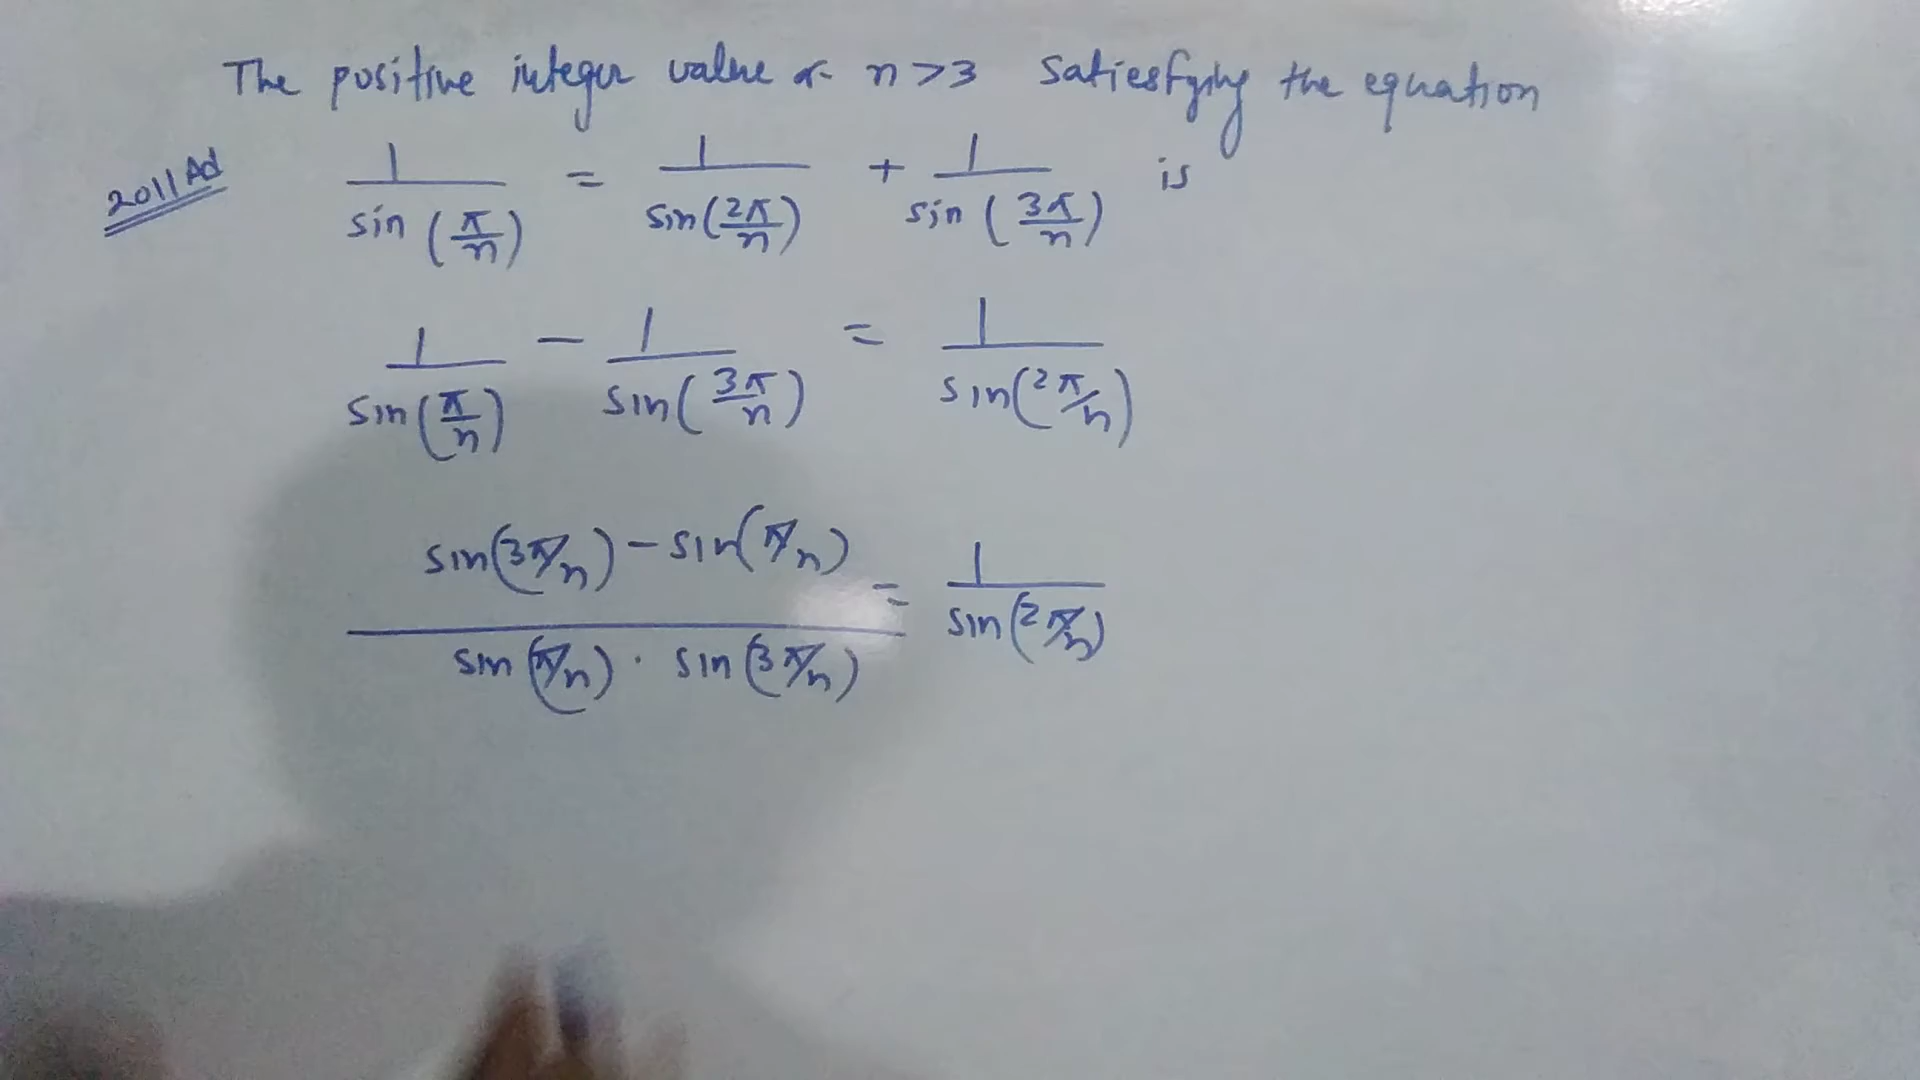 The positive integer value of n > 3 satiesfying the equation
2011 Ad
1/sin(π/n) = 1/sin(2π/n) + 1/sin(3π/n) is
1/sin(π/n) - 1/sin(3π/n) = 1/sin(2π/n)
(sin(3π/n) - sin(π/n))/(sin(π/n) · sin(3π/n)) = 1/sin(2π/n)